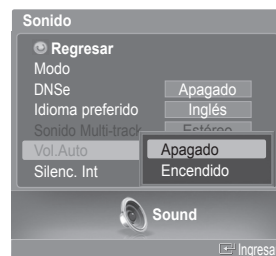 Sonido
Regresar
Modo
DNSe Apagado
Idioma preferido Inglés
Sonido Multi-track Estéreo
Vol.Auto Apagado
Encendido
Silenc. Int
Sound
Ingresa